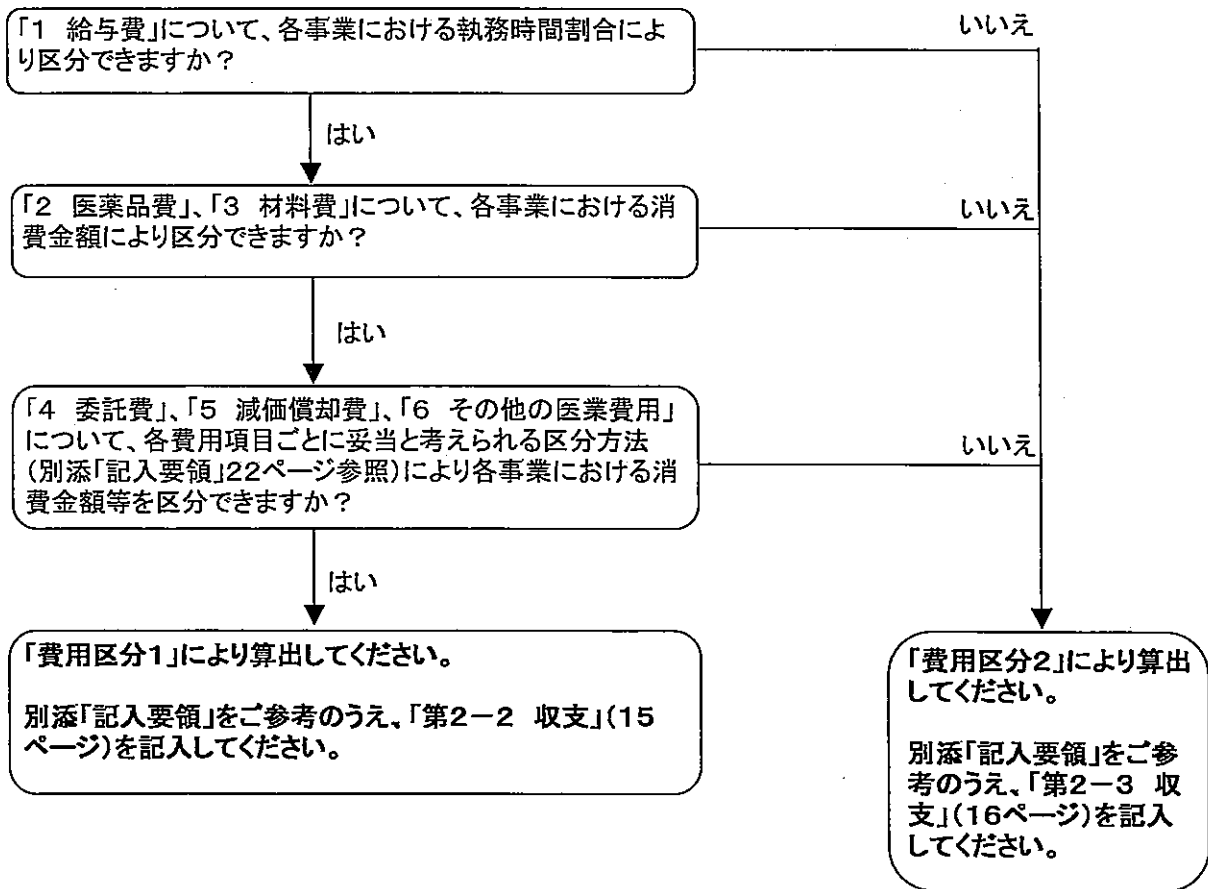 「1　給与費」について、各事業における執務時間割合によ
り区分できますか？
いいえ
はい
「2　医薬品費」、「3　材料費」について、各事業における消
費金額により区分できますか？
いいえ
はい
「4　委託費」、「5　減価償却費」、「6　その他の医業費用」
について、各費用項目ごとに妥当と考えられる区分方法
（別添「記入要領」22ページ参照）により各事業における消
費金額等を区分できますか？
いいえ
はい
「費用区分1」により算出してください。
別添「記入要領」をご参考のうえ、「第2－2　収支」（15
ページ）を記入してください。
「費用区分2」により算出
してください。
別添「記入要領」をご参
考のうえ、「第2－3　収
支」（16ページ）を記入
してください。